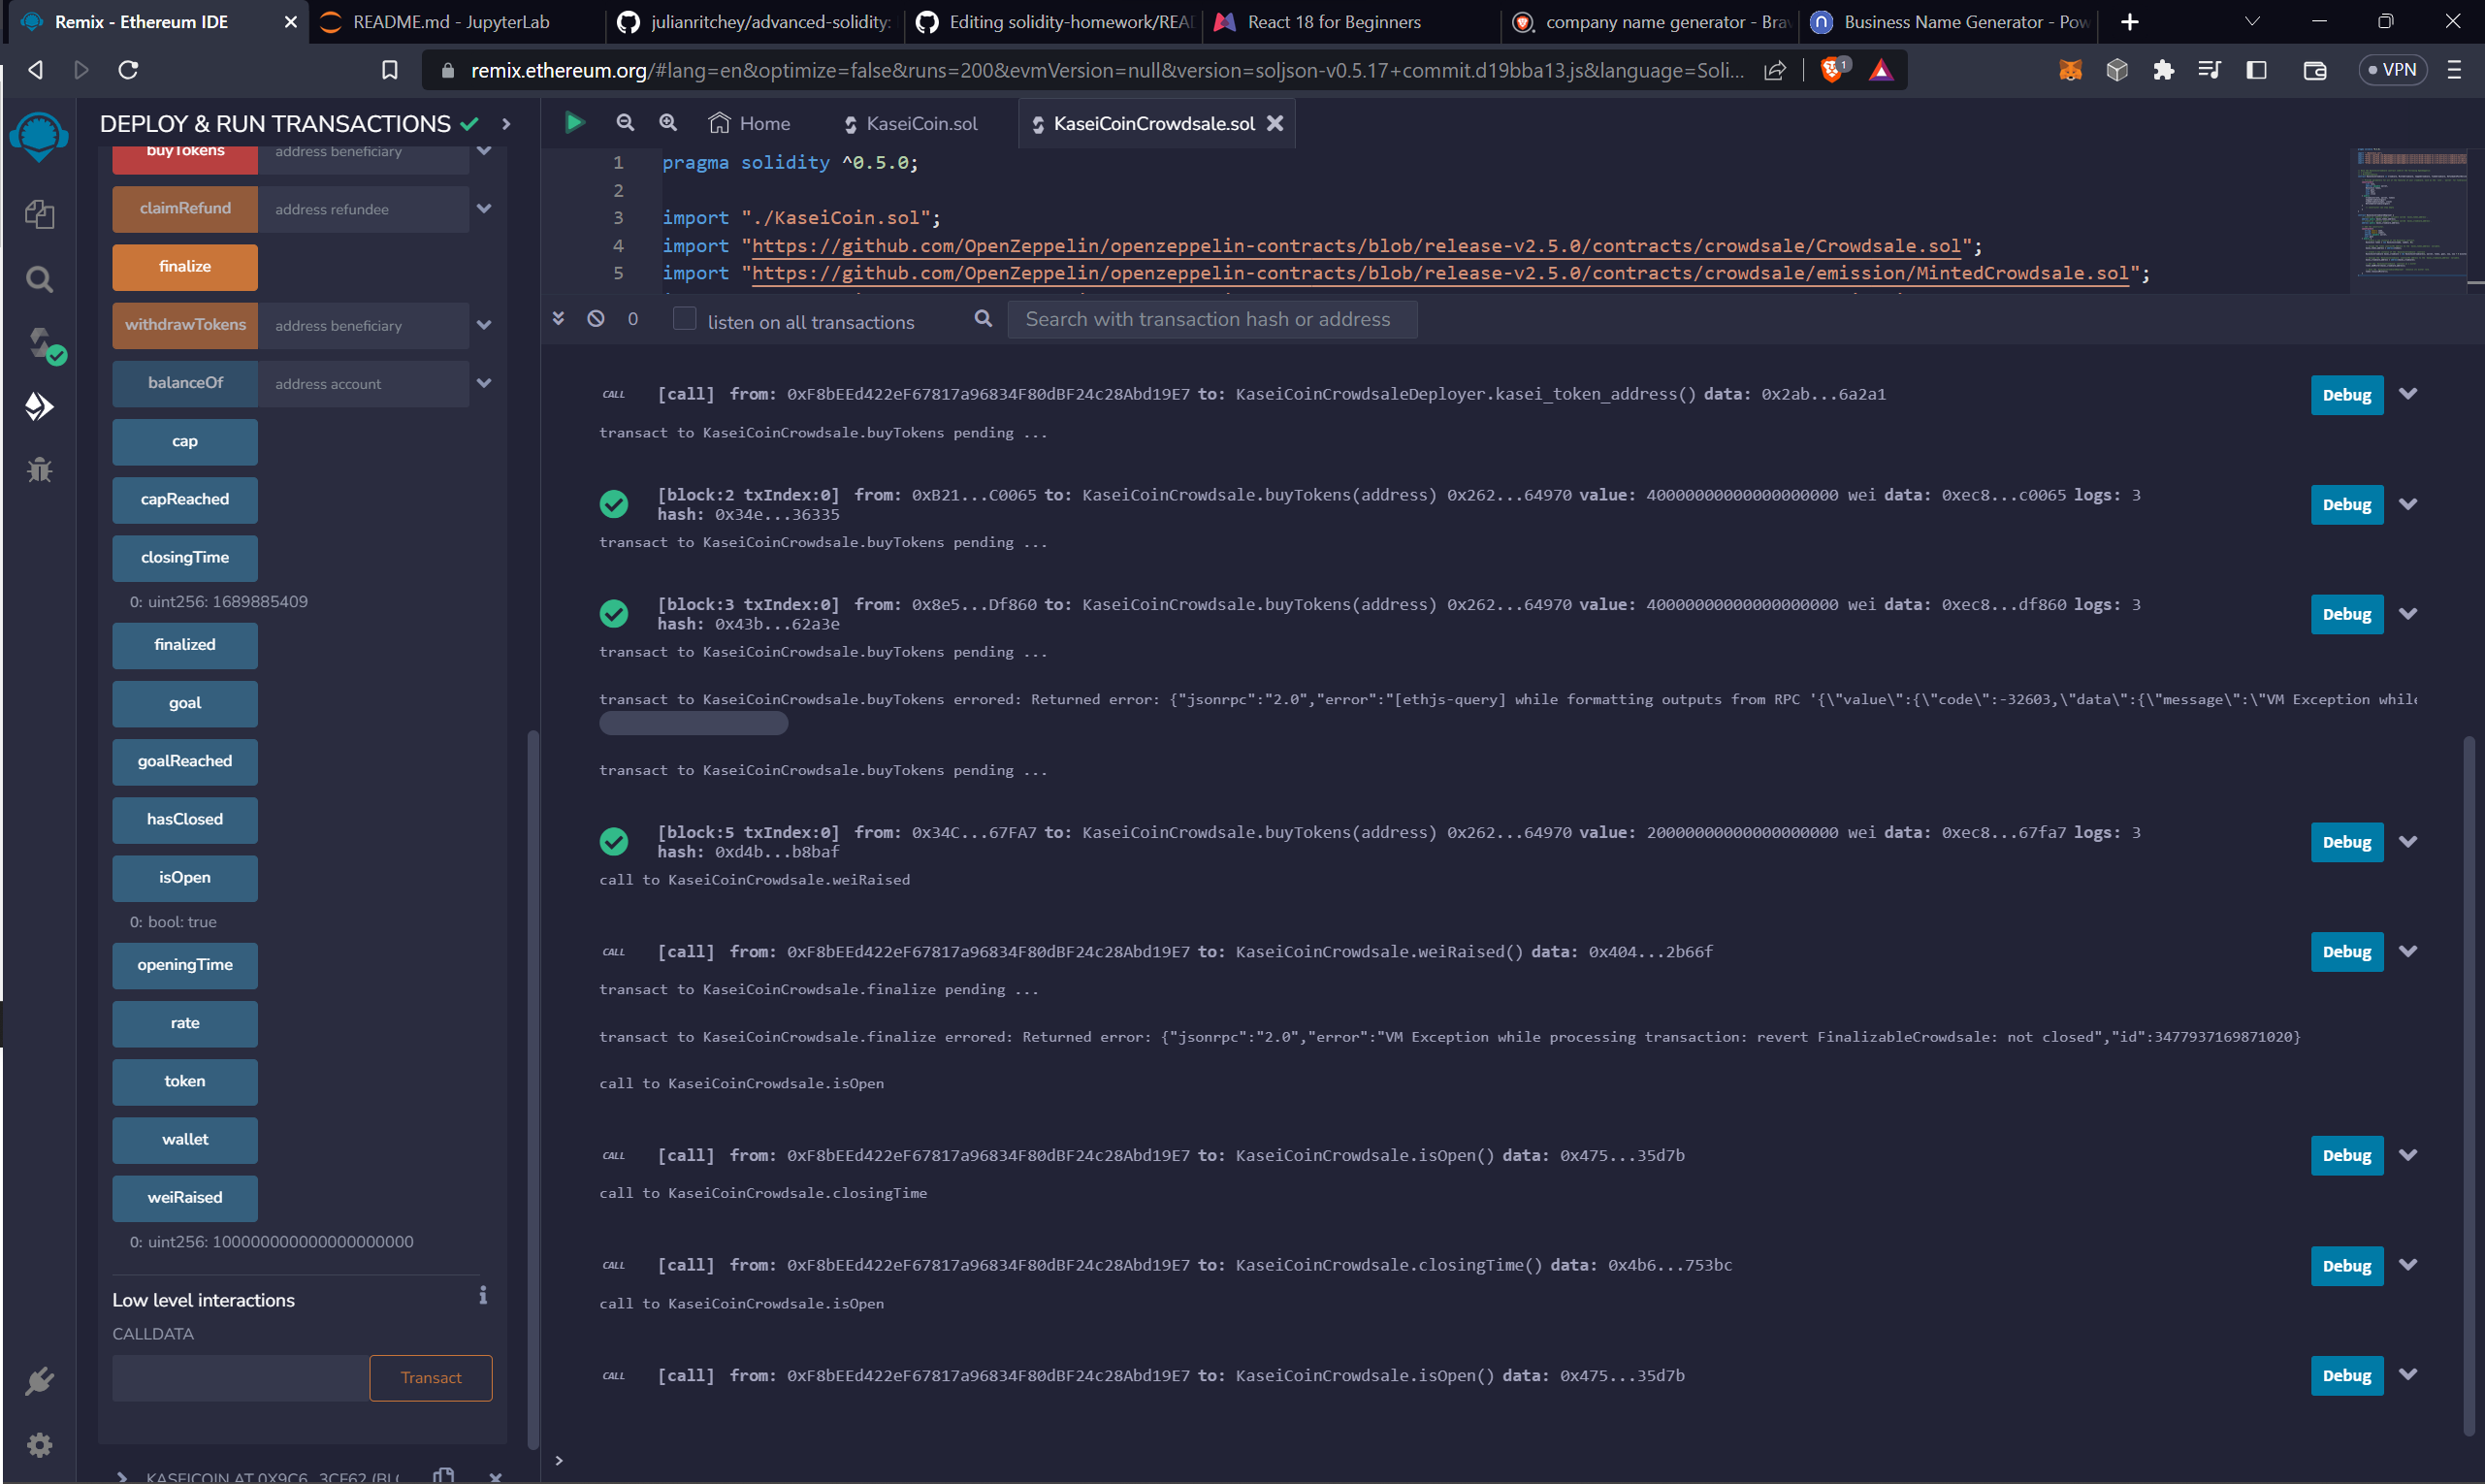 Remix - Ethereum IDE
README.md - JupyterLab
julianritchey/advanced-solidity:
Editing solidity-homework/REA
React 18 for Beginners
company name generator - Bra
Business Name Generator - Pow
remix.ethereum.org/#lang=en&optimize=false&runs=200&evmVersion=null&version=soljson-v0.5.17+commit.d19bba13.js&language=Soli...
1
VPN
DEPLOY & RUN TRANSACTIONS
Home
KaseiCoin.sol
KaseiCoinCrowdsale.sol
buyTokens address beneficiary
claimRefund address refundee
finalize
withdrawTokens address beneficiary
balanceOf address account
cap
capReached
closingTime
0: uint256: 1689885409
finalized
goal
goalReached
hasClosed
isOpen
0: bool: true
openingTime
rate
token
wallet
weiRaised
0: uint256: 100000000000000000000
Low level interactions
i
CALLDATA
Transact
KASEICOIN AT 0X9C6...3CF62 (BLO
1 pragma solidity ^0.5.0;
2
3 import "./KaseiCoin.sol";
4 import "https://github.com/OpenZeppelin/openzeppelin-contracts/blob/release-v2.5.0/contracts/crowdsale/Crowdsale.sol";
5 import "https://github.com/OpenZeppelin/openzeppelin-contracts/blob/release-v2.5.0/contracts/crowdsale/emission/MintedCrowdsale.sol";
0 listen on all transactions Search with transaction hash or address
CALL [call] from: 0xF8bEEd422eF67817a96834F80dBF24c28Abd19E7 to: KaseiCoinCrowdsaleDeployer.kasei_token_address() data: 0x2ab...6a2a1 Debug
transact to KaseiCoinCrowdsale.buyTokens pending ...
[block:2 txIndex:0] from: 0xB21...C0065 to: KaseiCoinCrowdsale.buyTokens(address) 0x262...64970 value: 40000000000000000000 wei data: 0xec8...c0065 logs: 3 Debug
hash: 0x34e...36335
transact to KaseiCoinCrowdsale.buyTokens pending ...
[block:3 txIndex:0] from: 0x8e5...Df860 to: KaseiCoinCrowdsale.buyTokens(address) 0x262...64970 value: 40000000000000000000 wei data: 0xec8...df860 logs: 3 Debug
hash: 0x43b...62a3e
transact to KaseiCoinCrowdsale.buyTokens pending ...
transact to KaseiCoinCrowdsale.buyTokens errored: Returned error: {"jsonrpc":"2.0","error":"[ethjs-query] while formatting outputs from RPC '{\"value\":{\"code\":-32603,\"data\":{\"message\":\"VM Exception while
transact to KaseiCoinCrowdsale.buyTokens pending ...
[block:5 txIndex:0] from: 0x34C...67FA7 to: KaseiCoinCrowdsale.buyTokens(address) 0x262...64970 value: 20000000000000000000 wei data: 0xec8...67fa7 logs: 3 Debug
hash: 0xd4b...b8baf
call to KaseiCoinCrowdsale.weiRaised
CALL [call] from: 0xF8bEEd422eF67817a96834F80dBF24c28Abd19E7 to: KaseiCoinCrowdsale.weiRaised() data: 0x404...2b66f Debug
transact to KaseiCoinCrowdsale.finalize pending ...
transact to KaseiCoinCrowdsale.finalize errored: Returned error: {"jsonrpc":"2.0","error":"VM Exception while processing transaction: revert FinalizableCrowdsale: not closed","id":3477937169871020}
call to KaseiCoinCrowdsale.isOpen
CALL [call] from: 0xF8bEEd422eF67817a96834F80dBF24c28Abd19E7 to: KaseiCoinCrowdsale.isOpen() data: 0x475...35d7b Debug
call to KaseiCoinCrowdsale.closingTime
CALL [call] from: 0xF8bEEd422eF67817a96834F80dBF24c28Abd19E7 to: KaseiCoinCrowdsale.closingTime() data: 0x4b6...753bc Debug
call to KaseiCoinCrowdsale.isOpen
CALL [call] from: 0xF8bEEd422eF67817a96834F80dBF24c28Abd19E7 to: KaseiCoinCrowdsale.isOpen() data: 0x475...35d7b Debug
>